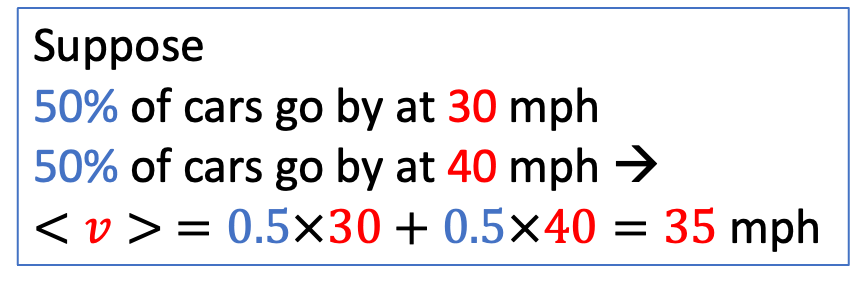 Suppose
50% of cars go by at 30 mph
50% of cars go by at 40 mph →
< v > = 0.5×30 + 0.5×40 = 35 mph